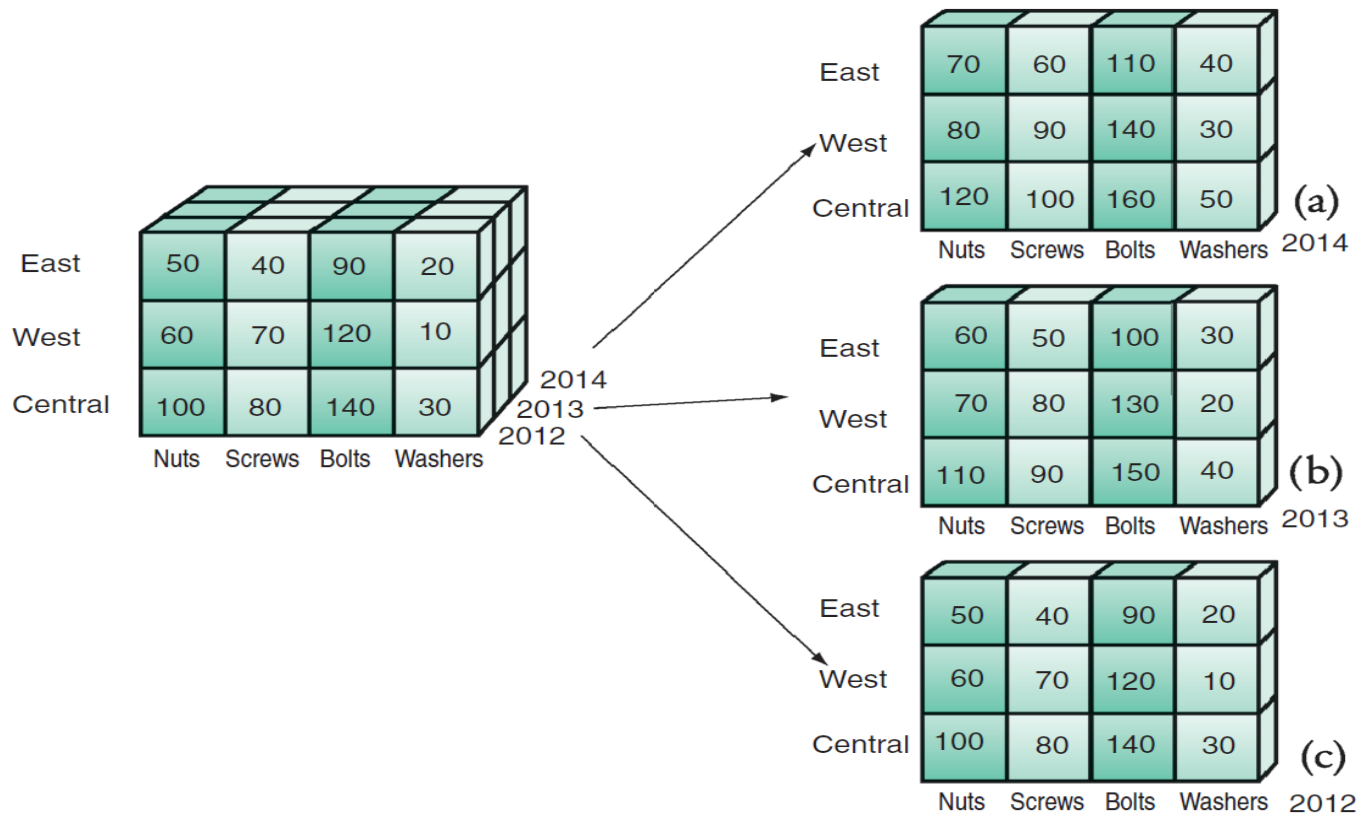 East 50 40 90 20
West 60 70 120 10
Central 100 80 140 30
Nuts Screws Bolts Washers
2014
2013
2012
East 70 60 110 40
West 80 90 140 30
Central 120 100 160 50
Nuts Screws Bolts Washers
(a)
2014
East 60 50 100 30
West 70 80 130 20
Central 110 90 150 40
Nuts Screws Bolts Washers
(b)
2013
East 50 40 90 20
West 60 70 120 10
Central 100 80 140 30
Nuts Screws Bolts Washers
(c)
2012